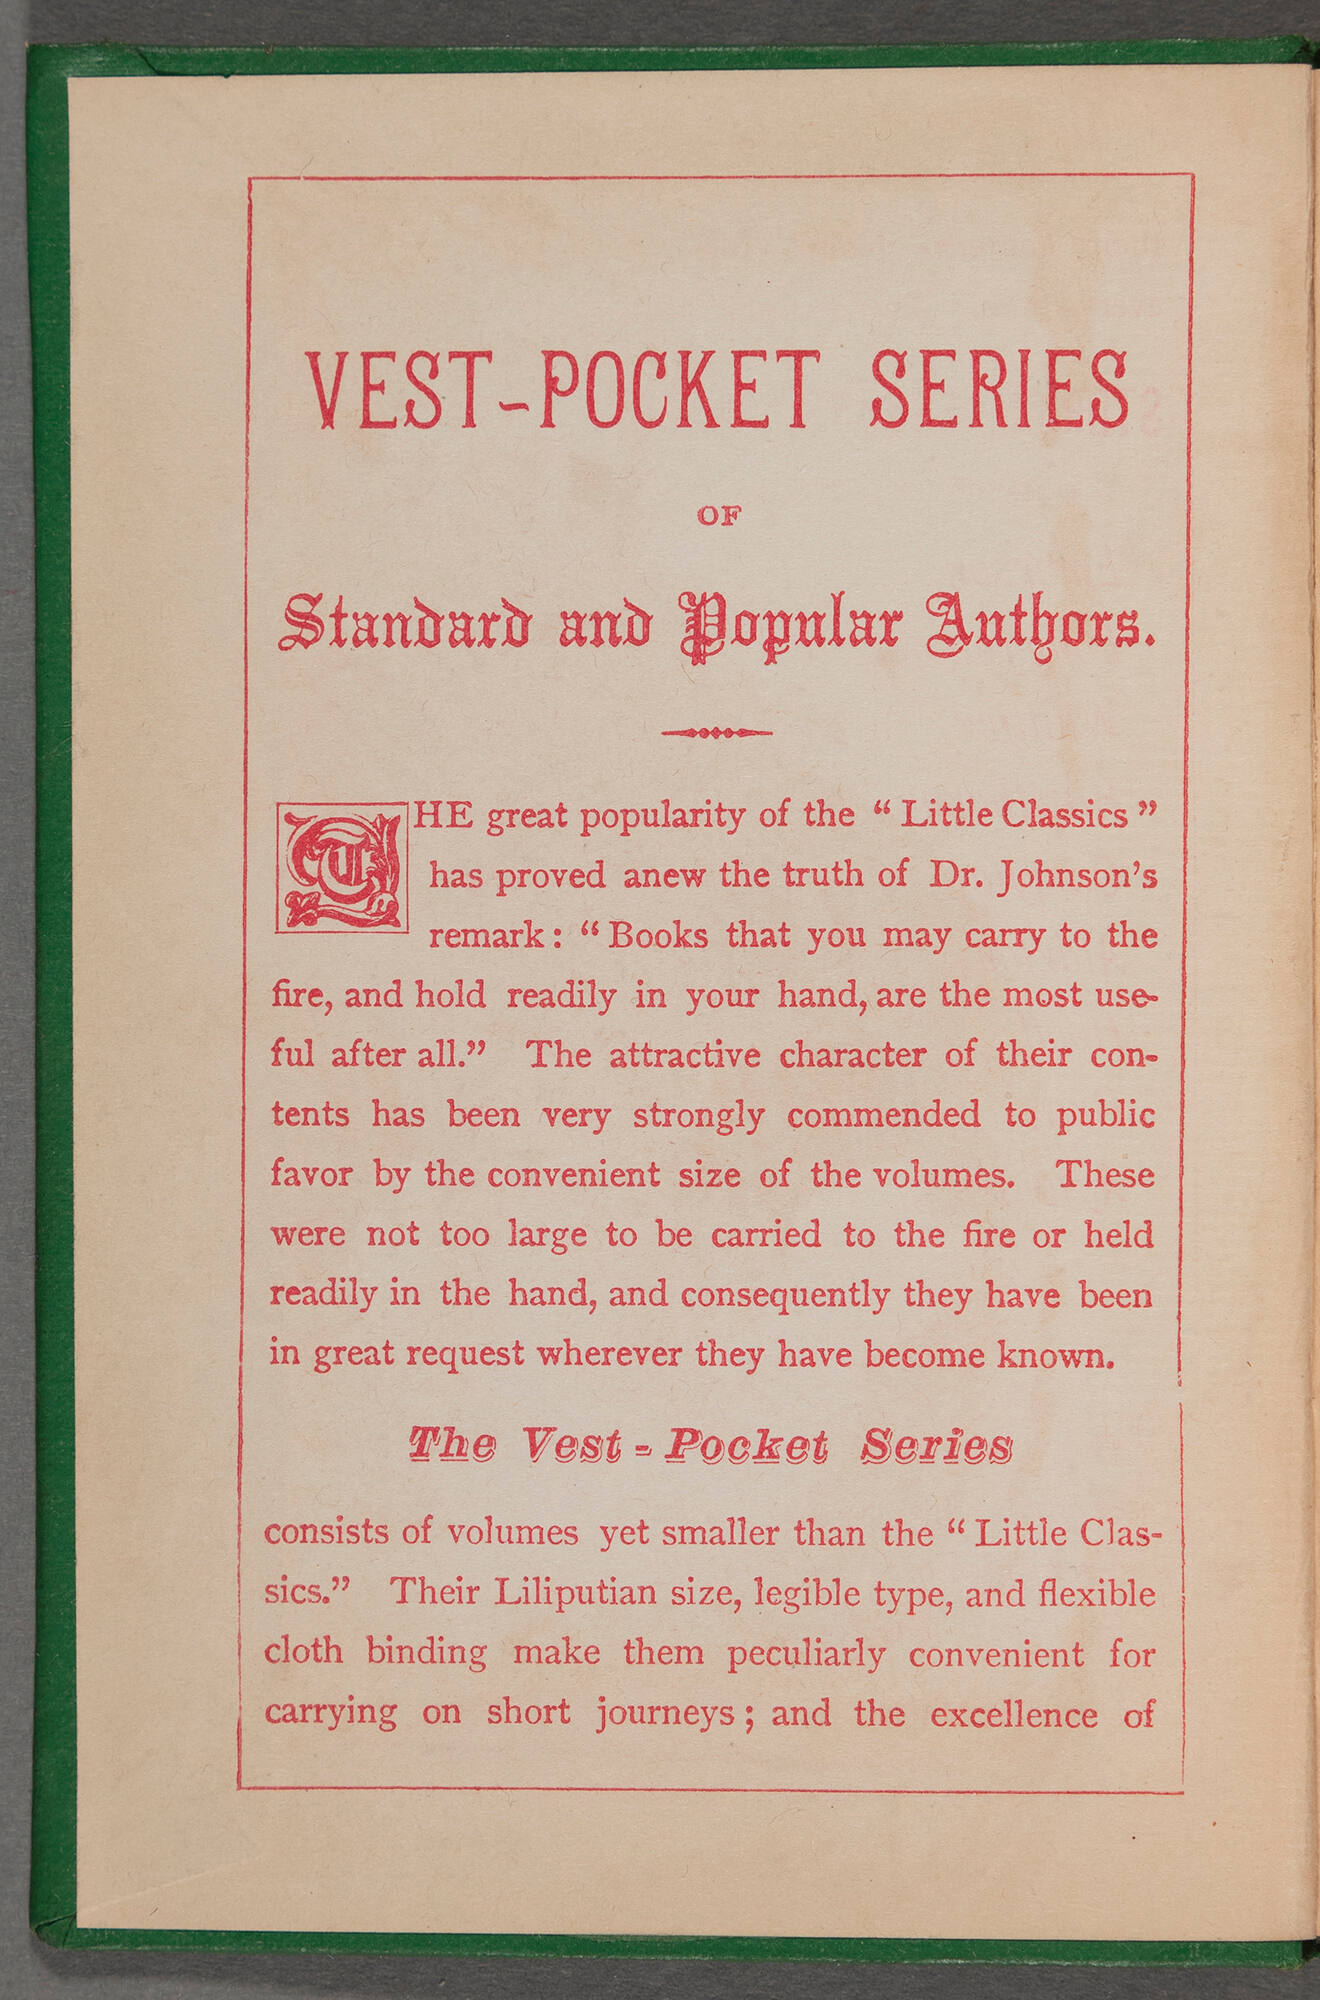 VEST-POCKET SERIES
OF
Standard and Popular Authors.
THE great popularity of the “Little Classics”
has proved anew the truth of Dr. Johnson’s
remark: “Books that you may carry to the
fire, and hold readily in your hand, are the most use-
ful after all.” The attractive character of their con-
tents has been very strongly commended to public
favor by the convenient size of the volumes. These
were not too large to be carried to the fire or held
readily in the hand, and consequently they have been
in great request wherever they have become known.
The Vest-Pocket Series
consists of volumes yet smaller than the “Little Clas-
sics.” Their Liliputian size, legible type, and flexible
cloth binding make them peculiarly convenient for
carrying on short journeys; and the excellence of